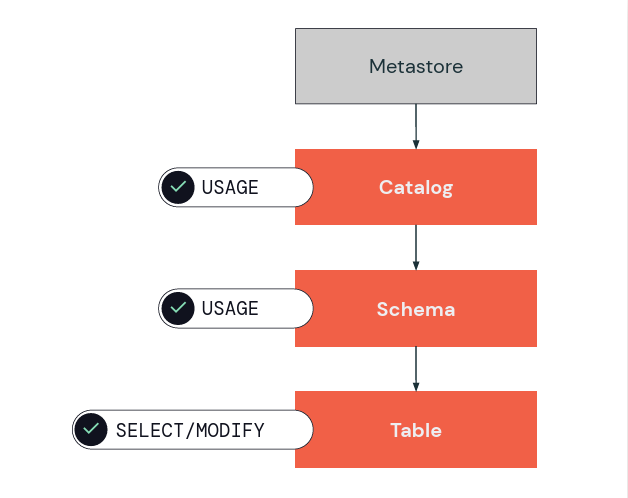 Metastore
USAGE
Catalog
USAGE
Schema
SELECT/MODIFY
Table